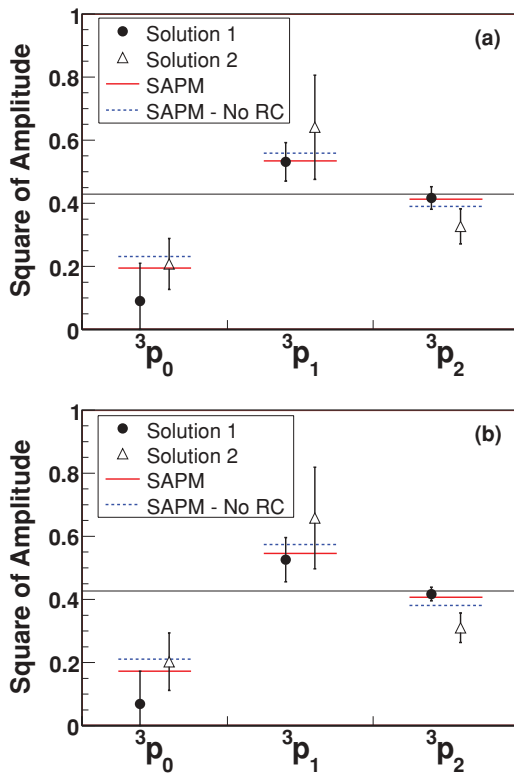 (a)
Solution 1
Solution 2
SAPM
SAPM - No RC
Square of Amplitude
1
0.8
0.6
0.4
0.2
0
³p₀ ³p₁ ³p₂
(b)
Solution 1
Solution 2
SAPM
SAPM - No RC
Square of Amplitude
1
0.8
0.6
0.4
0.2
0
³p₀ ³p₁ ³p₂